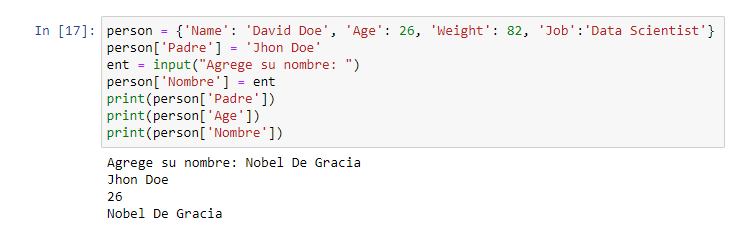 In [17]: person = {'Name': 'David Doe', 'Age': 26, 'Weight': 82, 'Job':'Data Scientist'}
person['Padre'] = 'Jhon Doe'
ent = input("Agrege su nombre: ")
person['Nombre'] = ent
print(person['Padre'])
print(person['Age'])
print(person['Nombre'])
Agrege su nombre: Nobel De Gracia
Jhon Doe
26
Nobel De Gracia